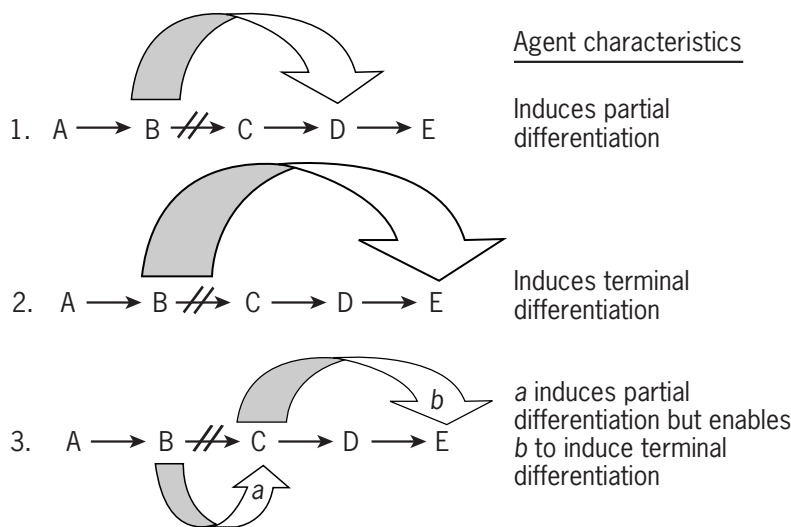 Agent characteristics
1. A → B → C → D → E
Induces partial
differentiation
2. A → B → C → D → E
Induces terminal
differentiation
b
3. A → B → C → D → E
a
a induces partial
differentiation but enables
b to induce terminal
differentiation